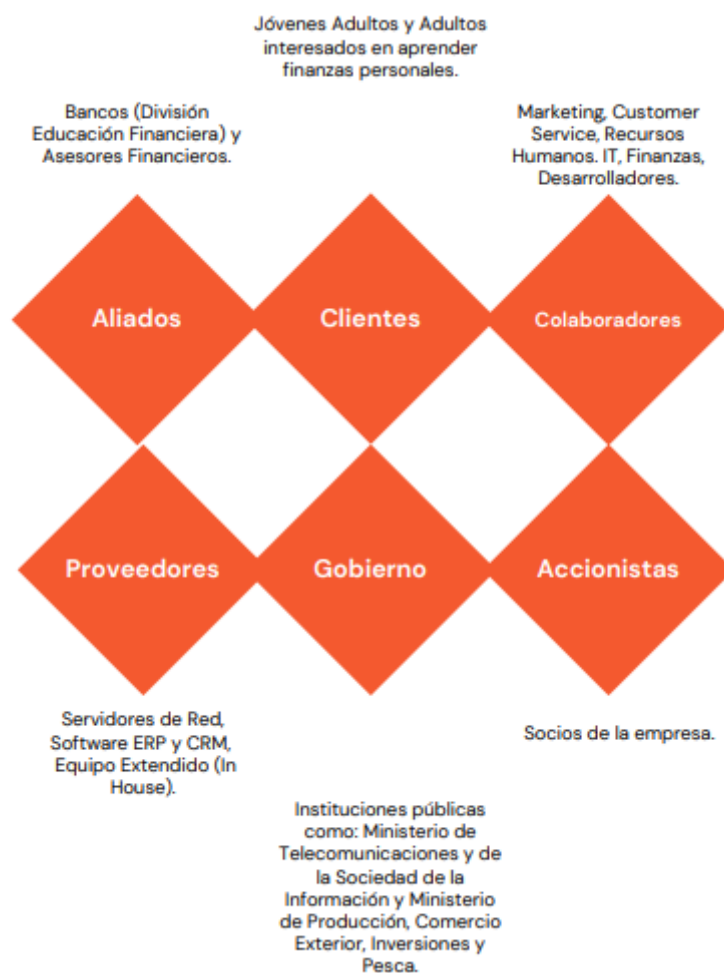 Jóvenes Adultos y Adultos
interesados en aprender
finanzas personales.
Bancos (División
Educación Financiera) y
Asesores Financieros.
Marketing, Customer
Service, Recursos
Humanos. IT, Finanzas,
Desarrolladores.
Aliados
Clientes
Colaboradores
Proveedores
Gobierno
Accionistas
Servidores de Red,
Software ERP y CRM,
Equipo Extendido (In
House).
Socios de la empresa.
Instituciones públicas
como: Ministerio de
Telecomunicaciones y de
la Sociedad de la
Información y Ministerio
de Producción, Comercio
Exterior, Inversiones y
Pesca.